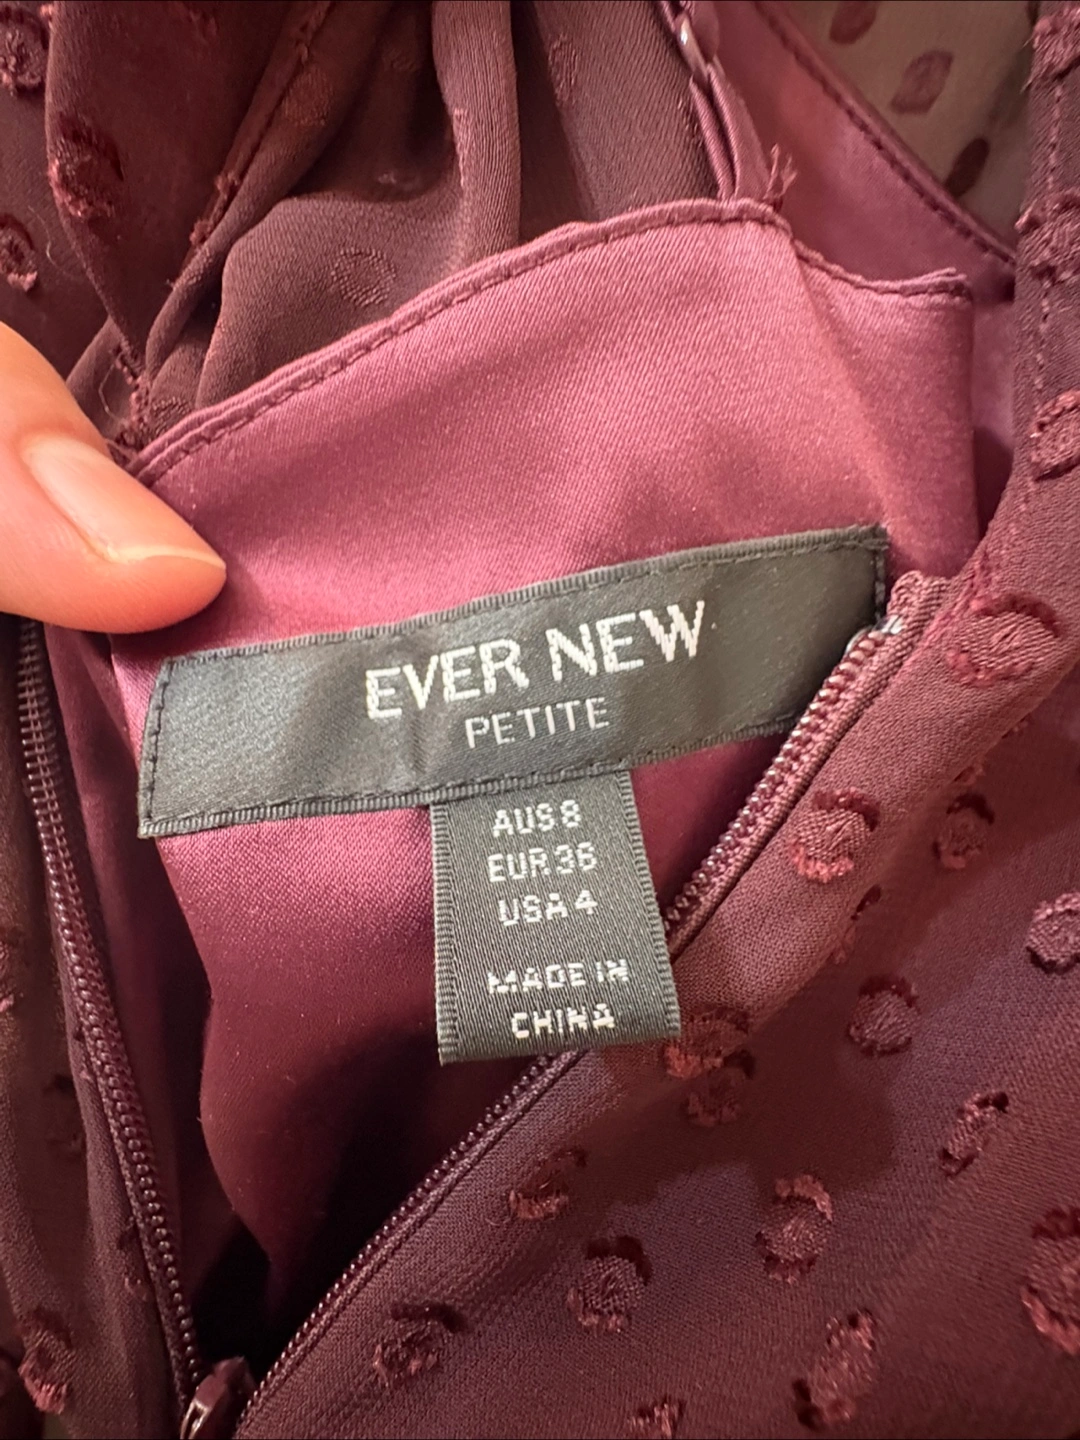 EVER NEW
PETITE
AUS 8
EUR 36
USA 4
MADE IN
CHINA